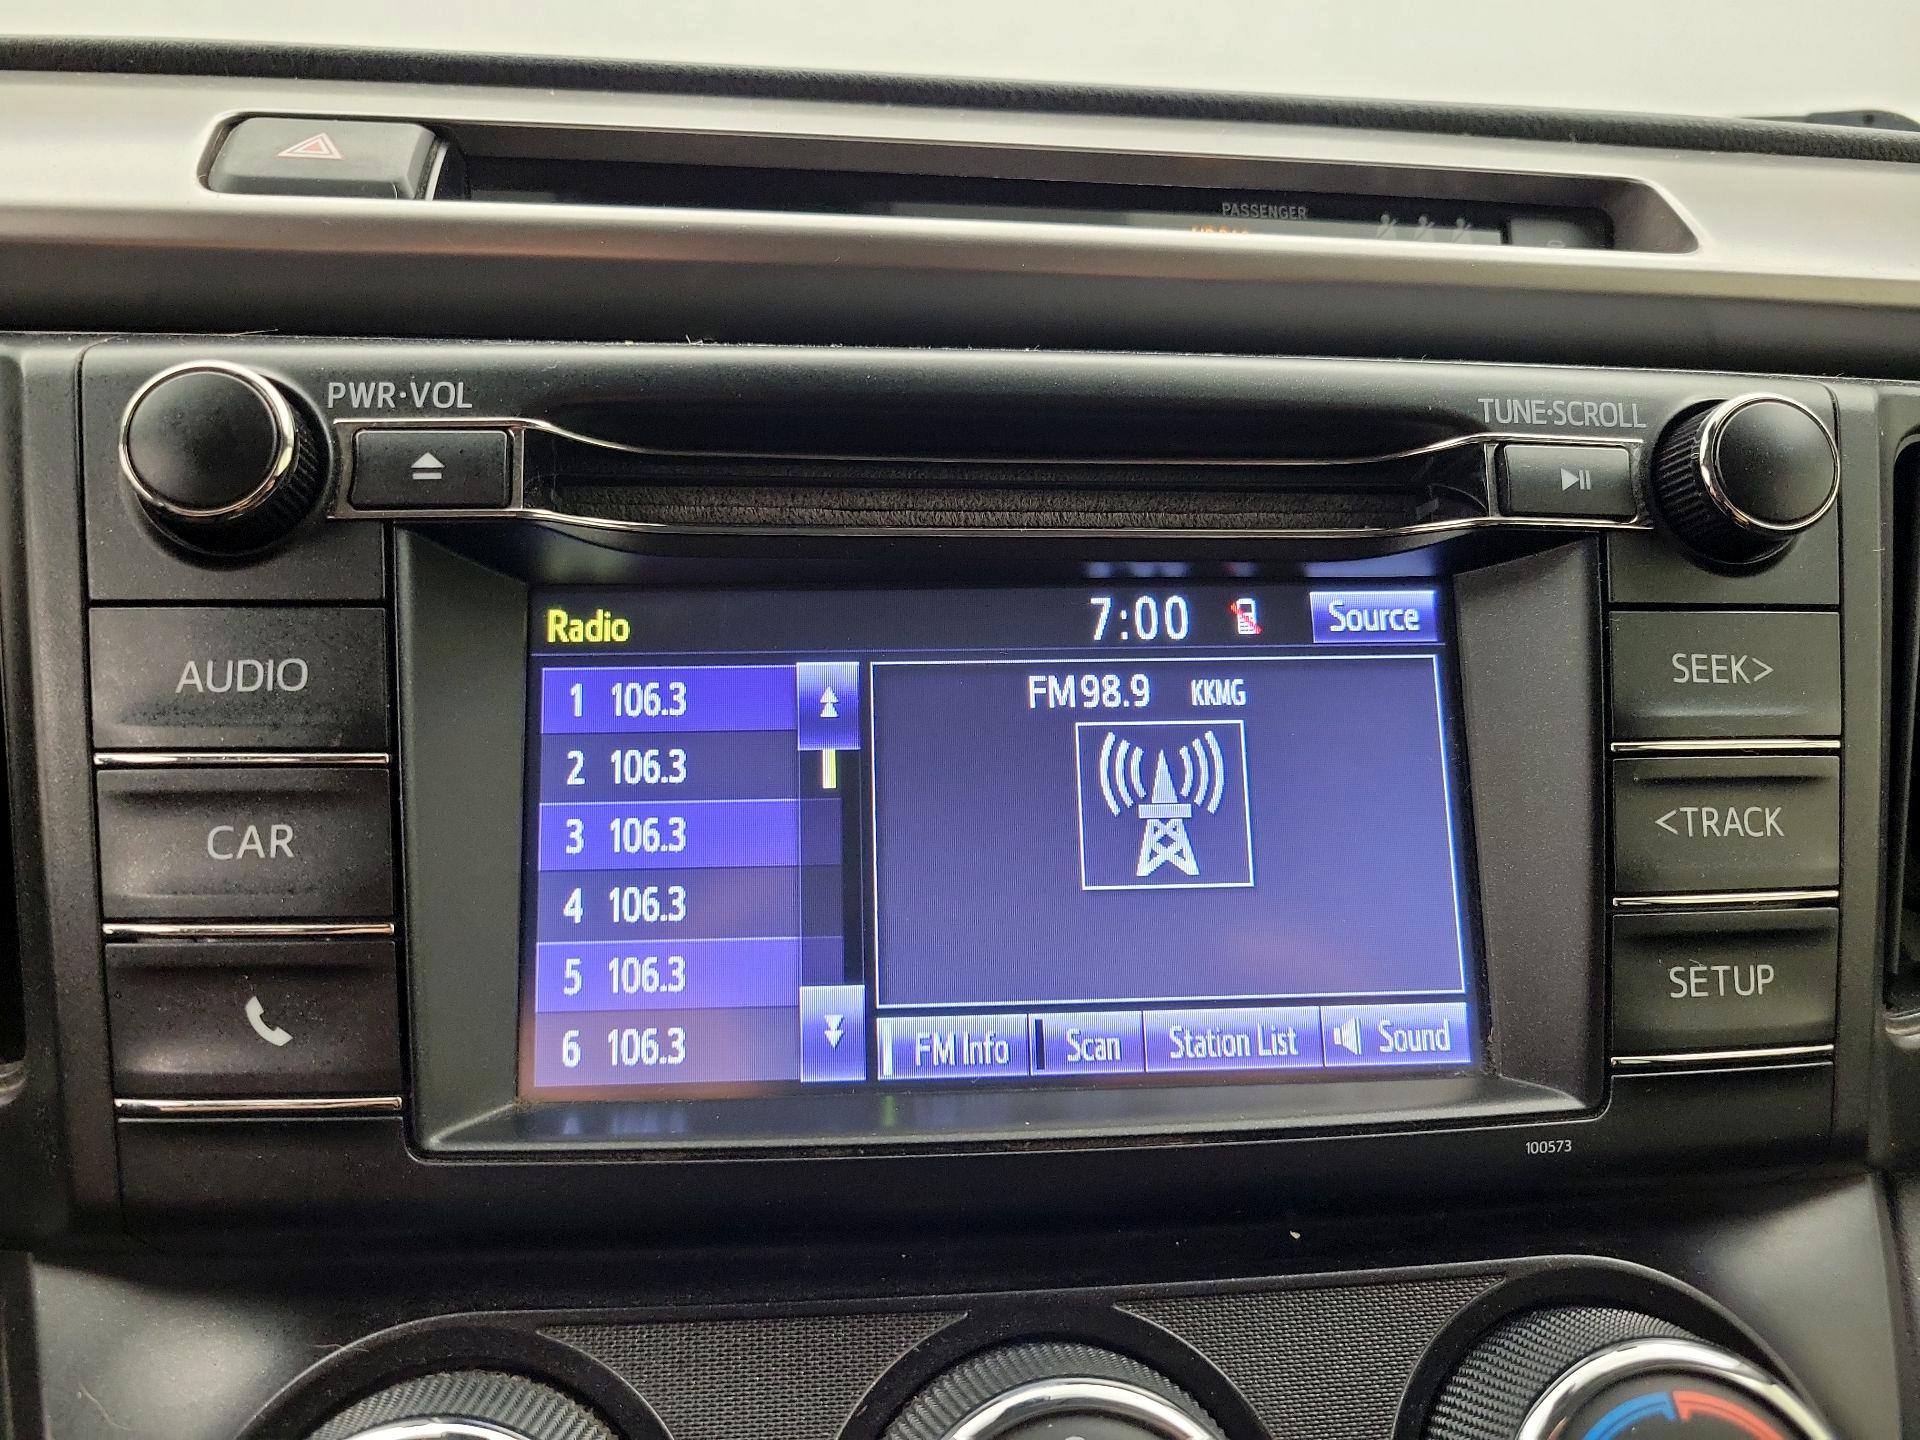 PASSENGER
PWR·VOL
TUNE·SCROLL
AUDIO
CAR
Radio
7:00
Source
1 106.3
2 106.3
3 106.3
4 106.3
5 106.3
6 106.3
FM 98.9 KKMG
FM Info
Scan
Station List
Sound
SEEK>
<TRACK
SETUP
100573